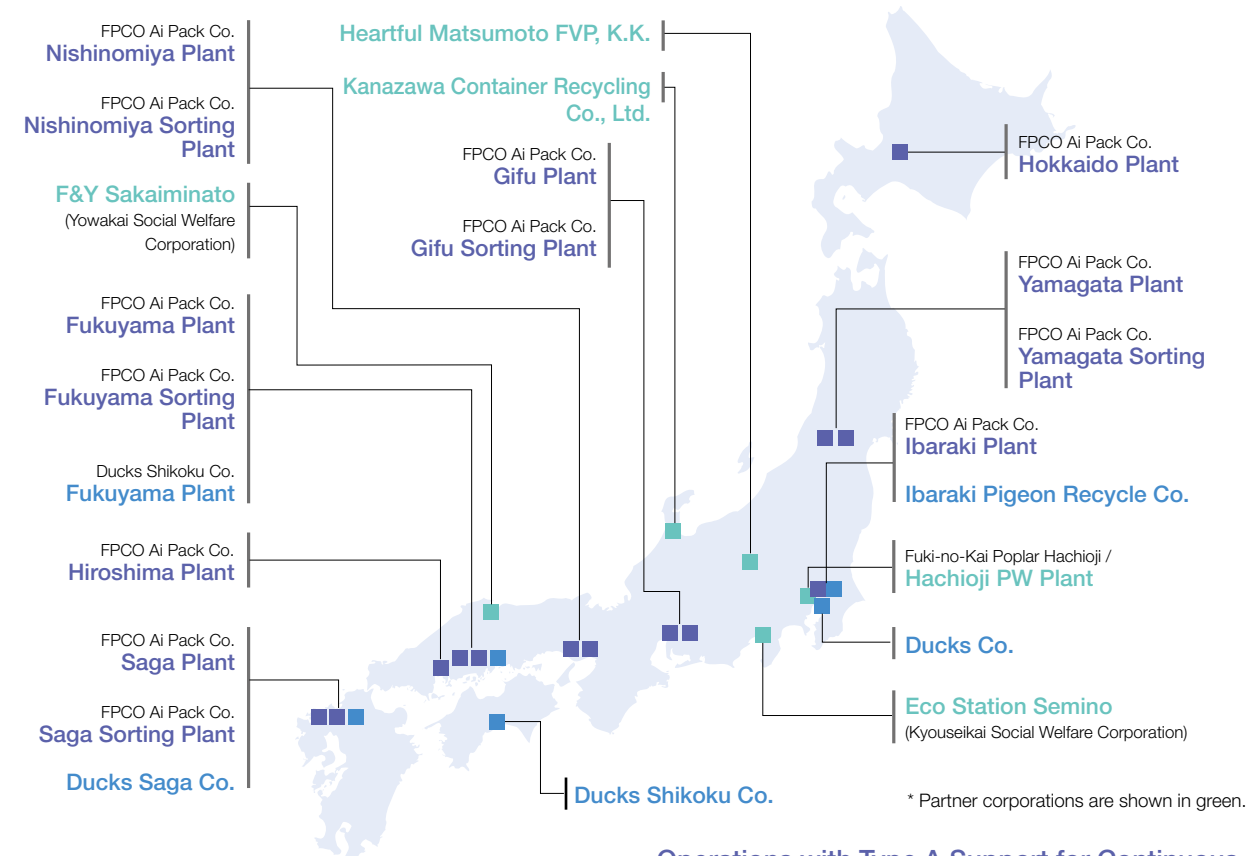 FPCO Ai Pack Co.
Nishinomiya Plant
FPCO Ai Pack Co.
Nishinomiya Sorting
Plant
F&Y Sakaiminato
(Yowakai Social Welfare
Corporation)
FPCO Ai Pack Co.
Fukuyama Plant
FPCO Ai Pack Co.
Fukuyama Sorting
Plant
Ducks Shikoku Co.
Fukuyama Plant
FPCO Ai Pack Co.
Hiroshima Plant
FPCO Ai Pack Co.
Saga Plant
FPCO Ai Pack Co.
Saga Sorting Plant
Ducks Saga Co.
Heartful Matsumoto FVP, K.K.
Kanazawa Container Recycling
Co., Ltd.
FPCO Ai Pack Co.
Gifu Plant
FPCO Ai Pack Co.
Gifu Sorting Plant
Ducks Shikoku Co.
FPCO Ai Pack Co.
Hokkaido Plant
FPCO Ai Pack Co.
Yamagata Plant
FPCO Ai Pack Co.
Yamagata Sorting
Plant
FPCO Ai Pack Co.
Ibaraki Plant
Ibaraki Pigeon Recycle Co.
Fuki-no-Kai Poplar Hachioji /
Hachioji PW Plant
Ducks Co.
Eco Station Semino
(Kyouseikai Social Welfare Corporation)
* Partner corporations are shown in green.
Operations with Type A Support for Continuous